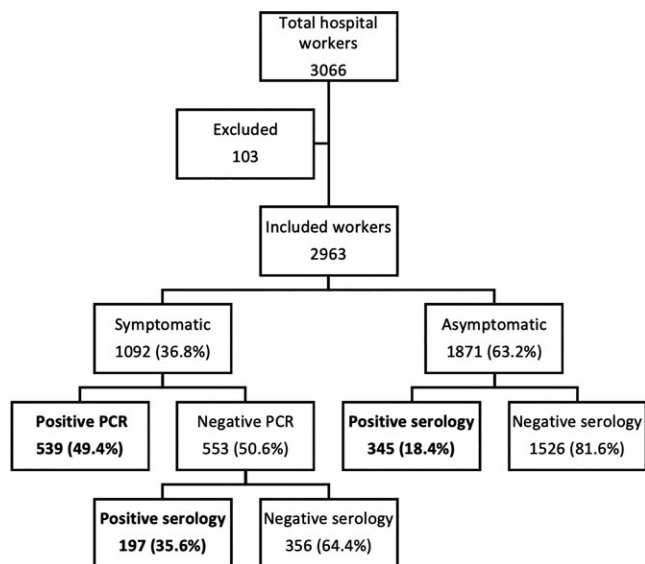 Total hospital
workers
3066
Excluded
103
Included workers
2963
Symptomatic
1092 (36.8%)
Asymptomatic
1871 (63.2%)
Positive PCR
539 (49.4%)
Negative PCR
553 (50.6%)
Positive serology
345 (18.4%)
Negative serology
1526 (81.6%)
Positive serology
197 (35.6%)
Negative serology
356 (64.4%)